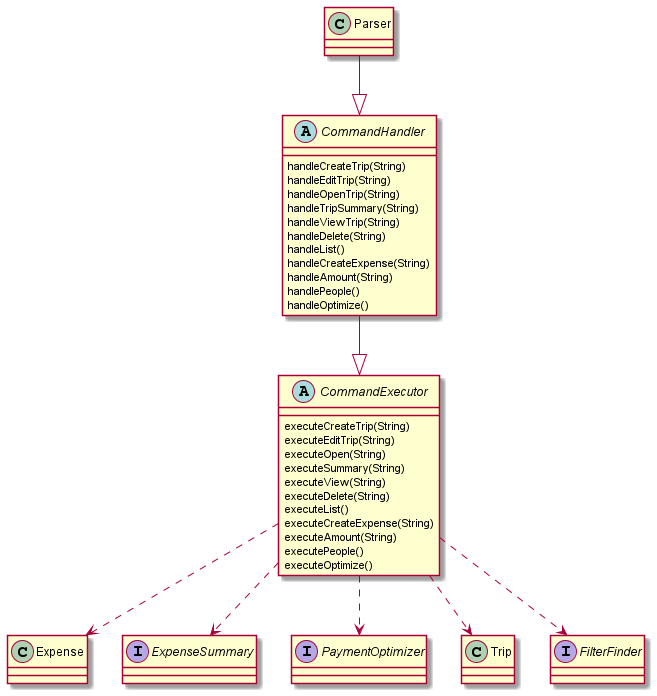 C Parser
A CommandHandler
handleCreateTrip(String)
handleEditTrip(String)
handleOpenTrip(String)
handleTripSummary(String)
handleViewTrip(String)
handleDelete(String)
handleList()
handleCreateExpense(String)
handleAmount(String)
handlePeople()
handleOptimize()
A CommandExecutor
executeCreateTrip(String)
executeEditTrip(String)
executeOpen(String)
executeSummary(String)
executeView(String)
executeDelete(String)
executeList()
executeCreateExpense(String)
executeAmount(String)
executePeople()
executeOptimize()
C Expense
I ExpenseSummary
I PaymentOptimizer
C Trip
I FilterFinder